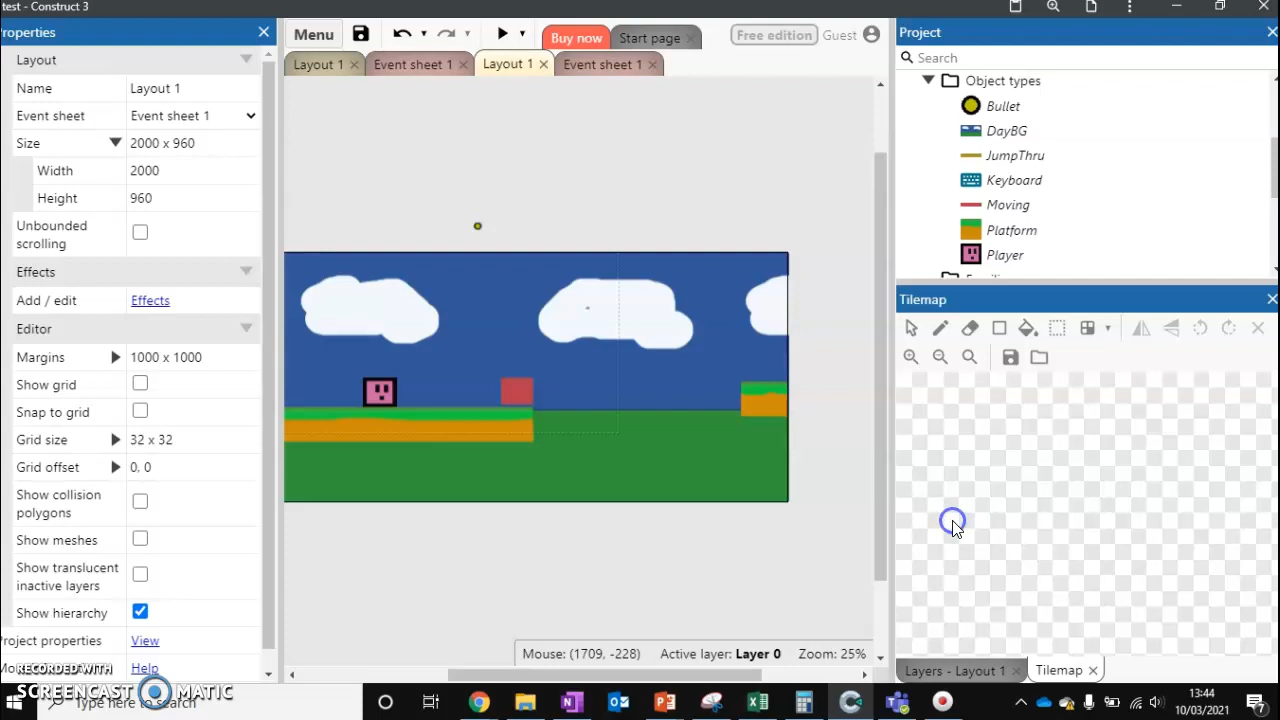 test - Construct 3
Properties
Layout
Name Layout 1
Event sheet Event sheet 1
Size 2000 x 960
Width 2000
Height 960
Unbounded
scrolling
Effects
Add / edit Effects
Editor
Margins 1000 x 1000
Show grid
Snap to grid
Grid size 32 x 32
Grid offset 0, 0
Show collision
polygons
Show meshes
Show translucent
inactive layers
Show hierarchy
Project properties View
Help
RECORDED WITH
SCREENCAST MATIC
Type here to search
Menu
Buy now
Start page
Free edition
Guest
Layout 1
Event sheet 1
Layout 1
Event sheet 1
Mouse: (1709, -228) Active layer: Layer 0 Zoom: 25%
Project
Search
Object types
Bullet
DayBG
JumpThru
Keyboard
Moving
Platform
Player
Tilemap
Layers - Layout 1
Tilemap
13:44
10/03/2021